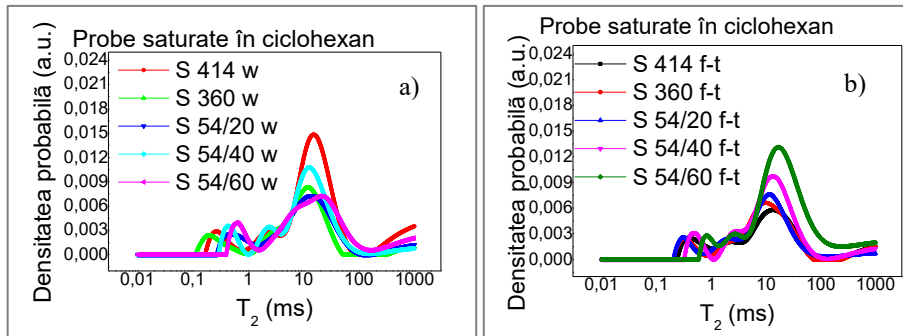 Probe saturate în ciclohexan
Densitatea probabilă (a.u.)
0,024
0,021
0,018
0,015
0,012
0,009
0,006
0,003
0,000
S 414 w
S 360 w
S 54/20 w
S 54/40 w
S 54/60 w
a)
0,01 0,1 1 10 100 1000
T2 (ms)
Probe saturate în ciclohexan
Densitatea probabilă (a.u.)
0,024
0,021
0,018
0,015
0,012
0,009
0,006
0,003
0,000
S 414 f-t
S 360 f-t
S 54/20 f-t
S 54/40 f-t
S 54/60 f-t
b)
0,01 0,1 1 10 100 1000
T2 (ms)